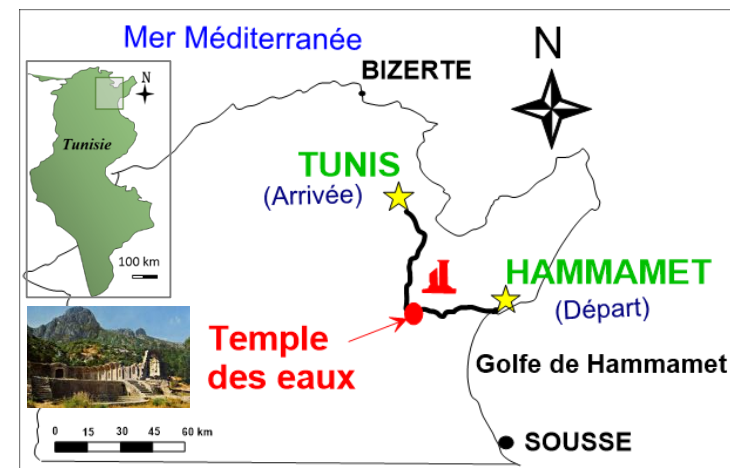 Mer Méditerranée
N
BIZERTE
N
Tunisie
TUNIS
(Arrivée)
100 km
HAMMAMET
(Départ)
Temple
des eaux
Golfe de Hammamet
0 15 30 45 60 km
SOUSSE